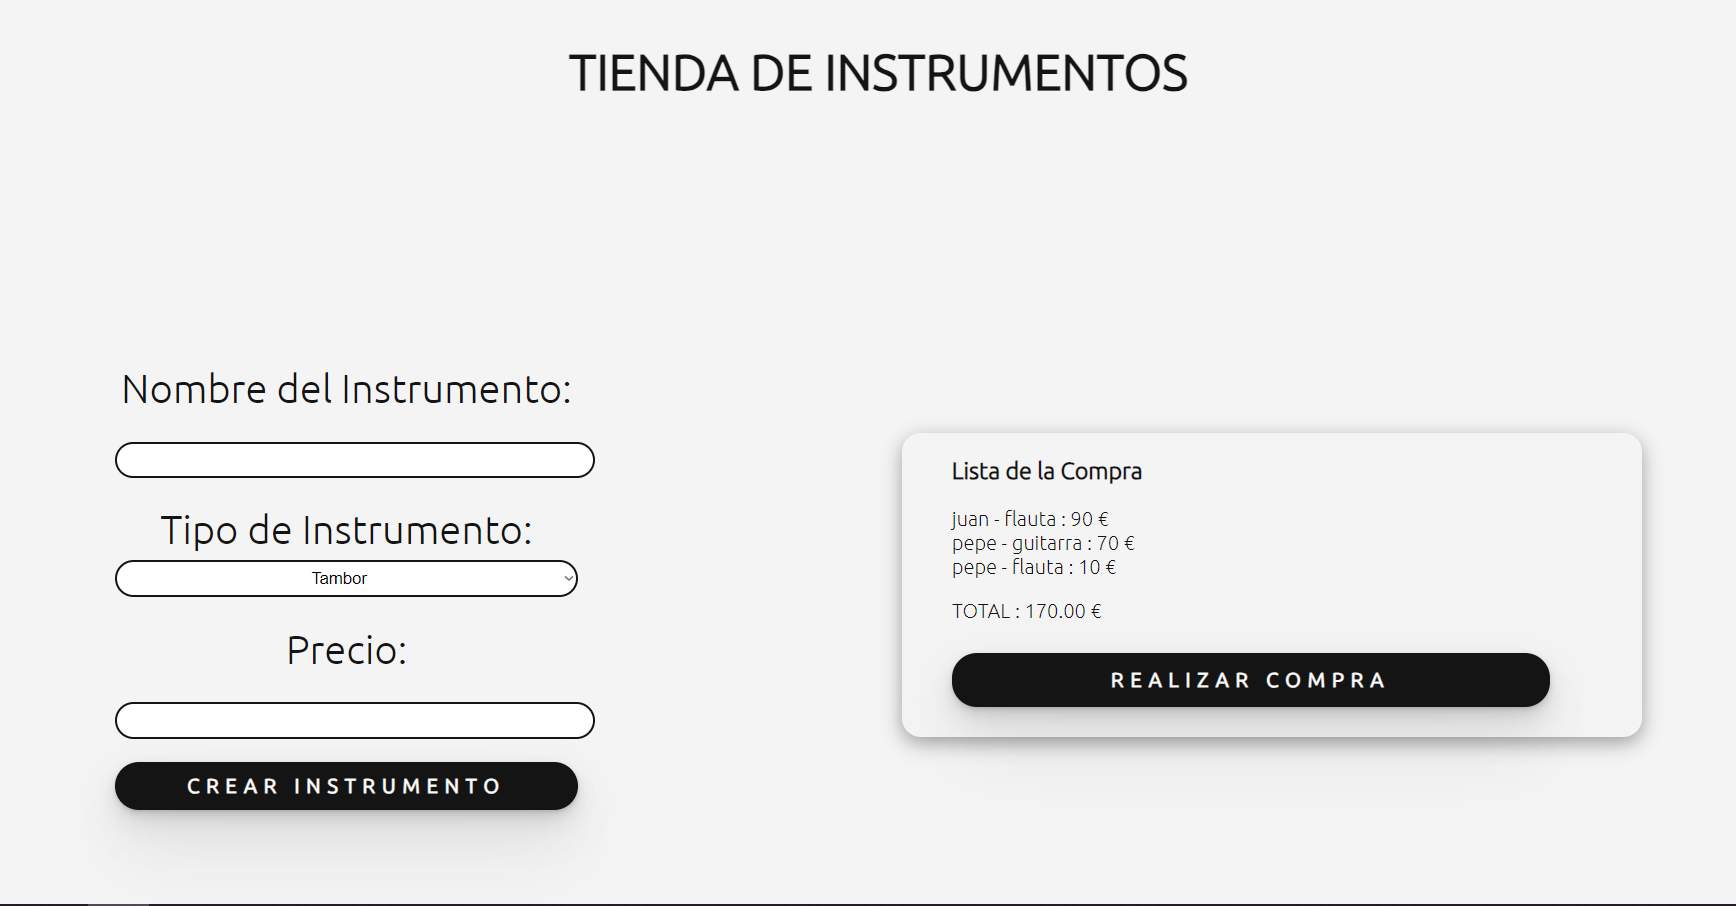 TIENDA DE INSTRUMENTOS
Nombre del Instrumento:
Tipo de Instrumento:
Tambor
Precio:
CREAR INSTRUMENTO
Lista de la Compra
juan - flauta : 90 €
pepe - guitarra : 70 €
pepe - flauta : 10 €
TOTAL : 170.00 €
REALIZAR COMPRA